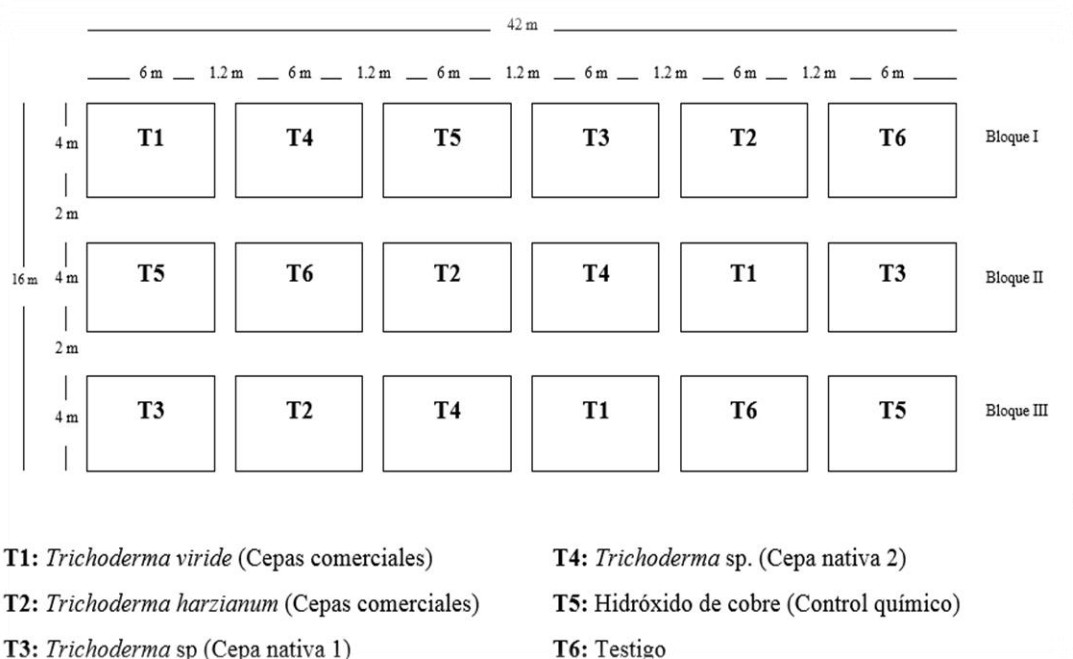 42 m
6 m 1.2 m 6 m 1.2 m 6 m 1.2 m 6 m 1.2 m 6 m 1.2 m 6 m
4 m T1 T4 T5 T3 T2 T6 Bloque I
2 m
16 m 4 m T5 T6 T2 T4 T1 T3 Bloque II
2 m
4 m T3 T2 T4 T1 T6 T5 Bloque III
T1: Trichoderma viride (Cepas comerciales) T4: Trichoderma sp. (Cepa nativa 2)
T2: Trichoderma harzianum (Cepas comerciales) T5: Hidróxido de cobre (Control químico)
T3: Trichoderma sp (Cepa nativa 1) T6: Testigo